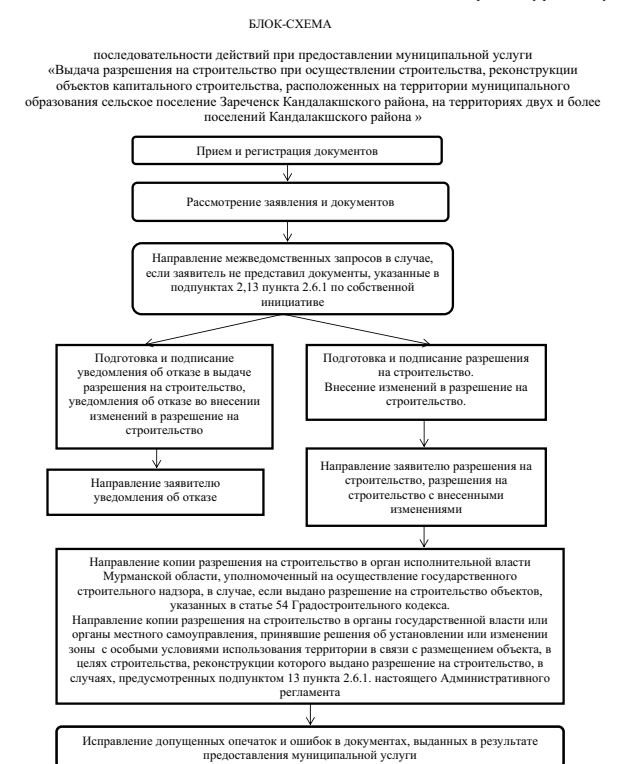 БЛОК-СХЕМА
последовательности действий при предоставлении муниципальной услуги
«Выдача разрешения на строительство при осуществлении строительства, реконструкции
объектов капитального строительства, расположенных на территории муниципального
образования сельское поселение Зареченск Кандалакшского района, на территориях двух и более
поселений Кандалакшского района »
Прием и регистрация документов
Рассмотрение заявления и документов
Направление межведомственных запросов в случае,
если заявитель не представил документы, указанные в
подпунктах 2,13 пункта 2.6.1 по собственной
инициативе
Подготовка и подписание
уведомления об отказе в выдаче
разрешения на строительство,
уведомления об отказе во внесении
изменений в разрешение на
строительство
Подготовка и подписание разрешения
на строительство.
Внесение изменений в разрешение на
строительство.
Направление заявителю
уведомления об отказе
Направление заявителю разрешения на
строительство, разрешения на
строительство с внесенными
изменениями
Направление копии разрешения на строительство в орган исполнительной власти
Мурманской области, уполномоченный на осуществление государственного
строительного надзора, в случае, если выдано разрешение на строительство объектов,
указанных в статье 54 Градостроительного кодекса.
Направление копии разрешения на строительство в органы государственной власти или
органы местного самоуправления, принявшие решения об установлении или изменении
зоны с особыми условиями использования территории в связи с размещением объекта, в
целях строительства, реконструкции которого выдано разрешение на строительство, в
случаях, предусмотренных подпунктом 13 пункта 2.6.1. настоящего Административного
регламента
Исправление допущенных опечаток и ошибок в документах, выданных в результате
предоставления муниципальной услуги